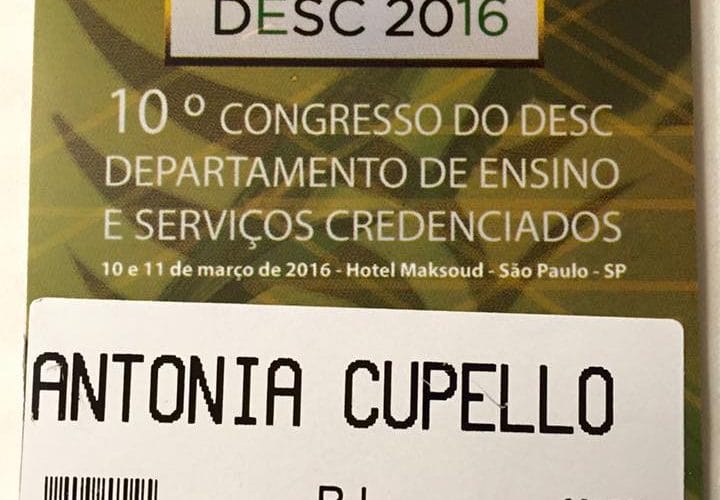 DESC 2016
10º CONGRESSO DO DESC
DEPARTAMENTO DE ENSINO
E SERVIÇOS CREDENCIADOS
10 e 11 de março de 2016 - Hotel Maksoud - São Paulo - SP
ANTONIA CUPELLO